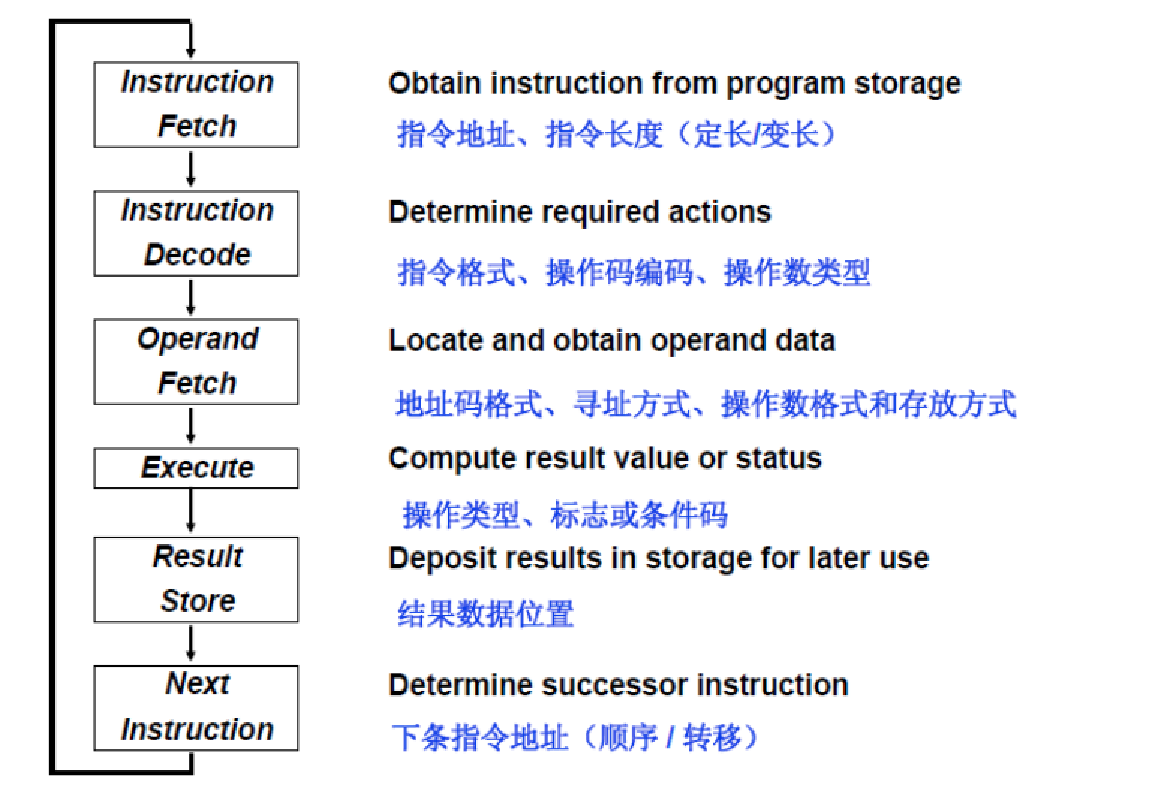 Instruction
Fetch
Obtain instruction from program storage
指令地址、指令长度（定长/变长）
Instruction
Decode
Determine required actions
指令格式、操作码编码、操作数类型
Operand
Fetch
Locate and obtain operand data
地址码格式、寻址方式、操作数格式和存放方式
Execute
Compute result value or status
操作类型、标志或条件码
Result
Store
Deposit results in storage for later use
结果数据位置
Next
Instruction
Determine successor instruction
下条指令地址（顺序 / 转移）